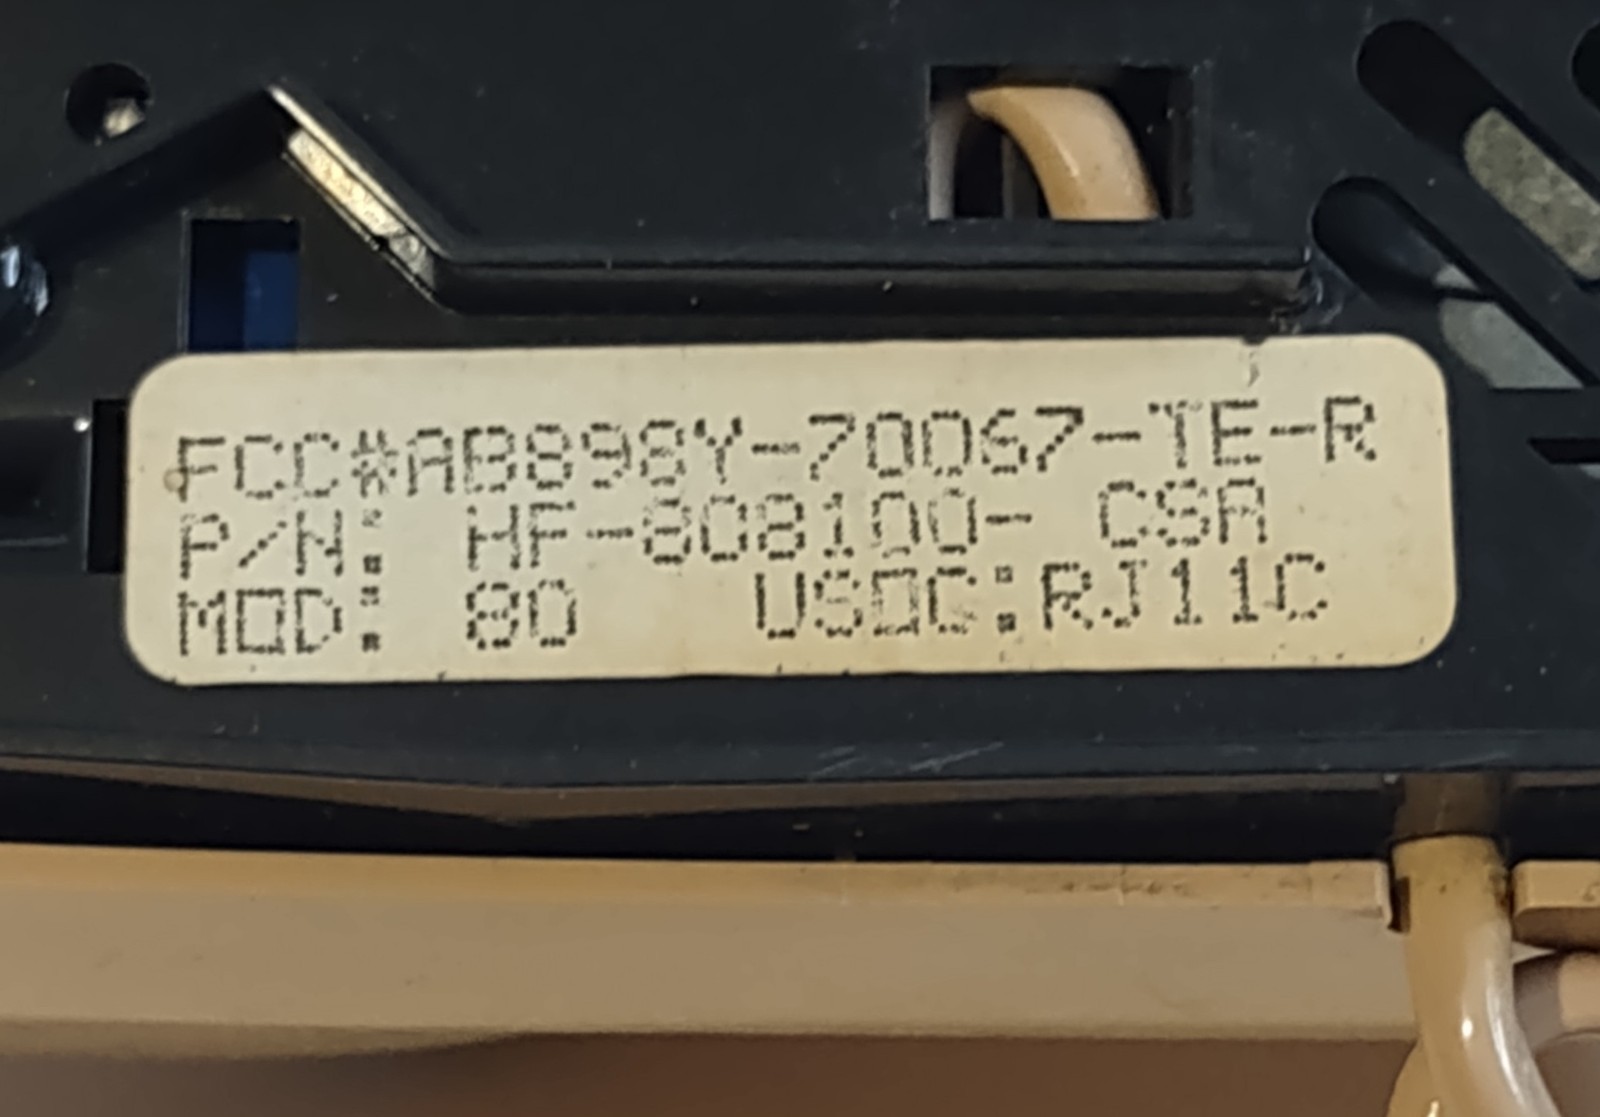 FCC#AB898Y-70067-TE-R
P/N: HF-808100- CSA
MOD: 80 USOC:RJ11C